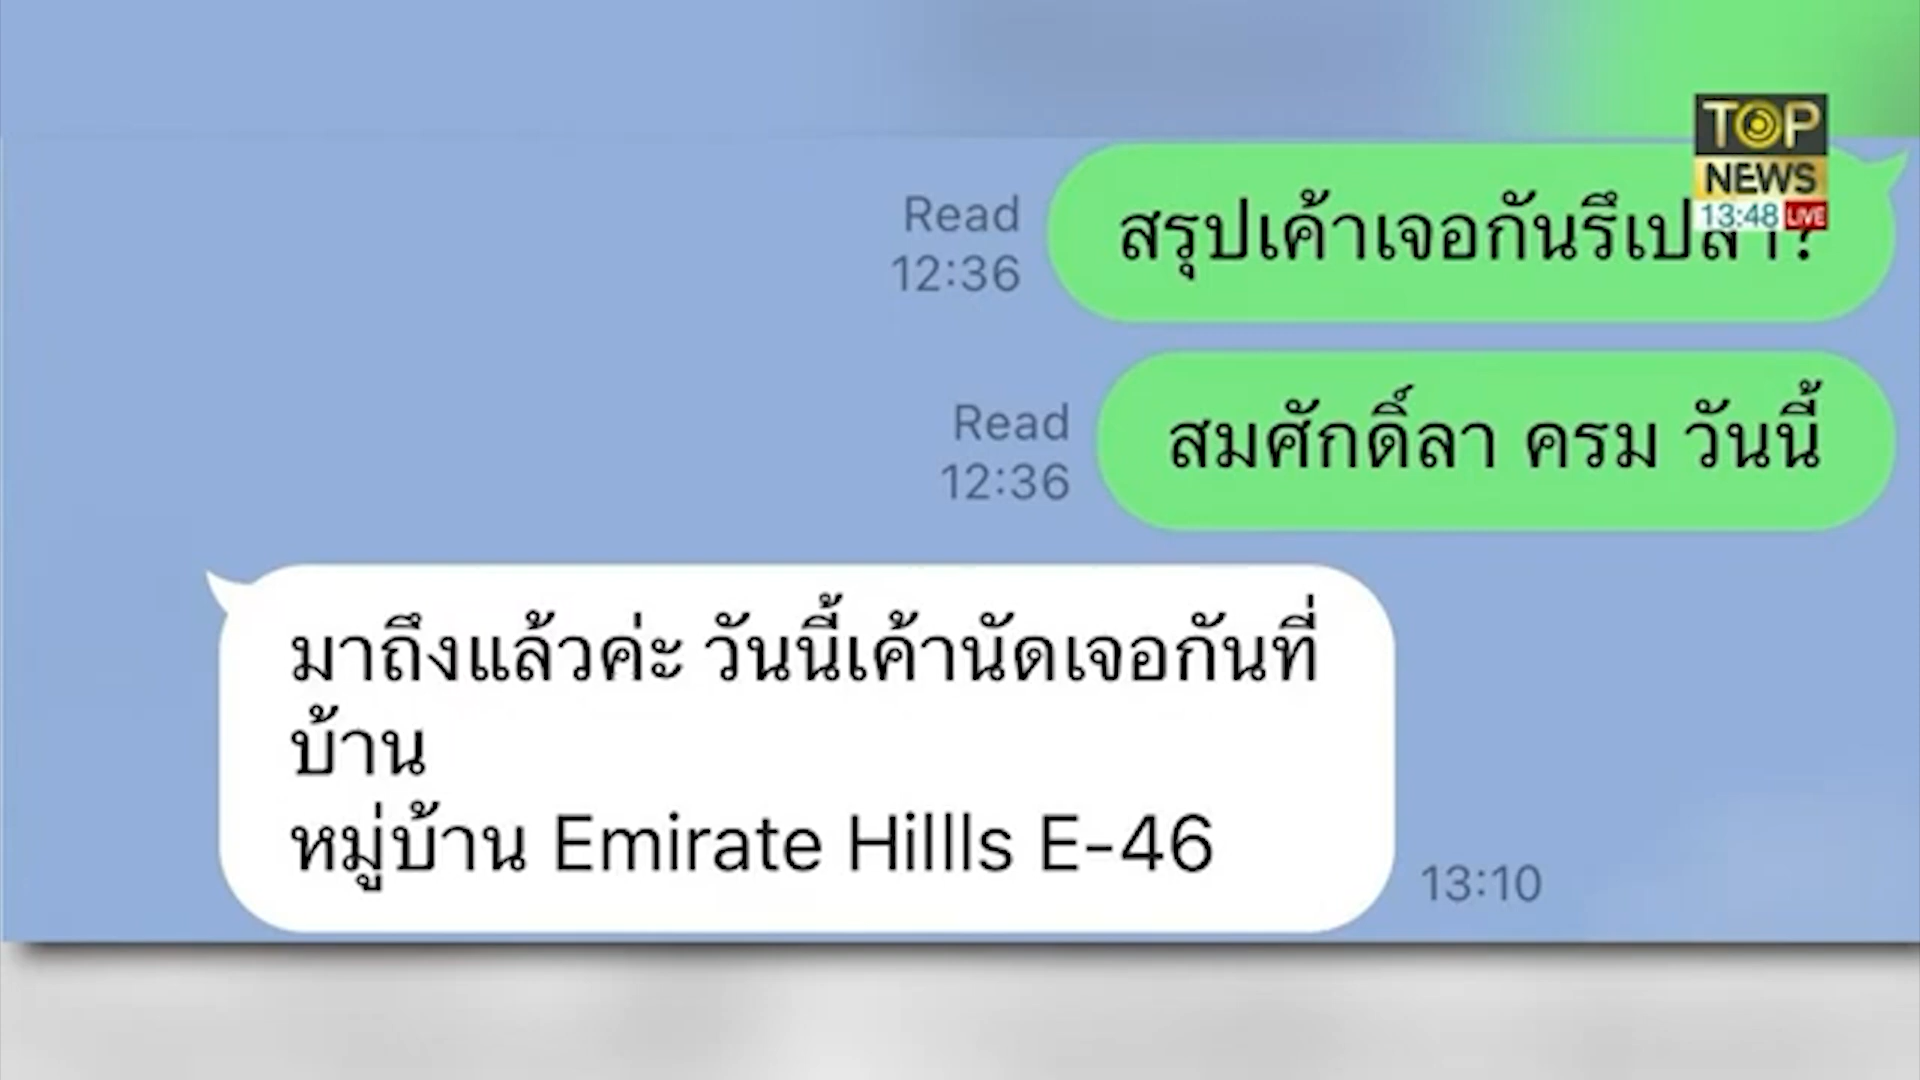 TOP
NEWS
13:48 LIVE
Read
12:36
สรุปเค้าเจอกันรึเปล่า?
Read
12:36
สมศักดิ์ลา ครม วันนี้
มาถึงแล้วค่ะ วันนี้เค้านัดเจอกันที่
บ้าน
หมู่บ้าน Emirate Hillls E-46
13:10